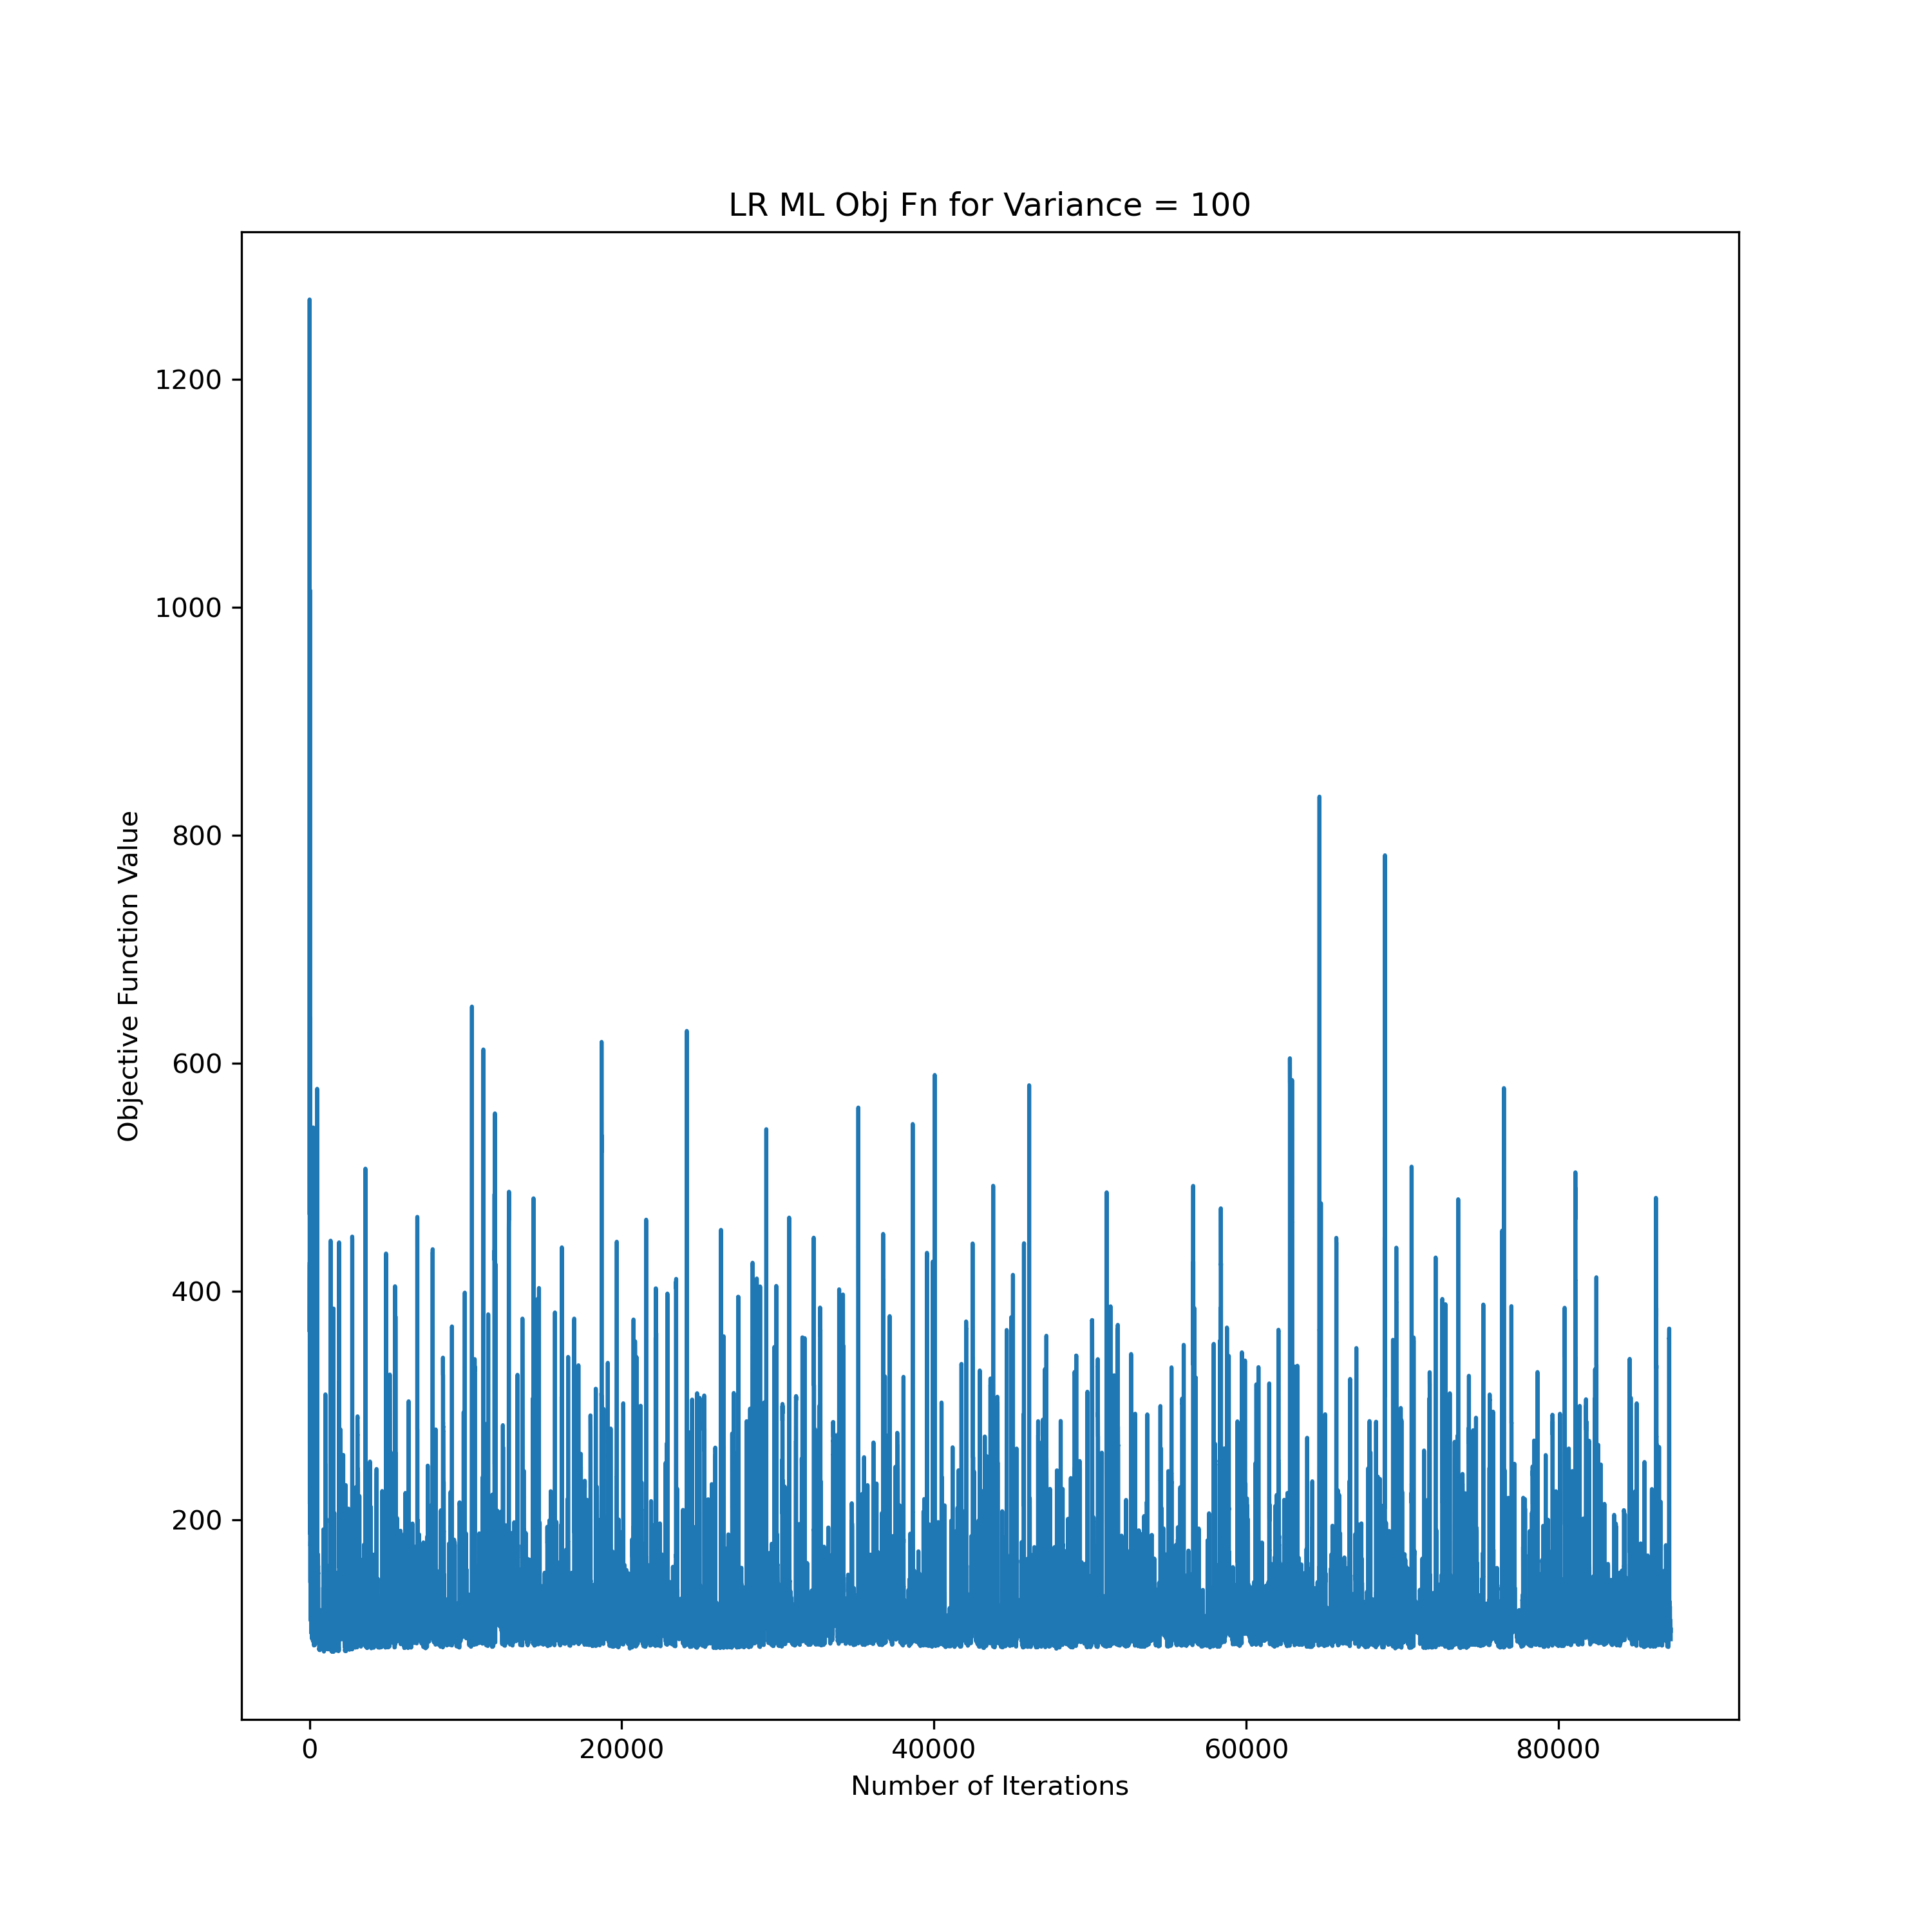 LR ML Obj Fn for Variance = 100
1200
1000
800
600
400
200
Objective Function Value
0 20000 40000 60000 80000
Number of Iterations